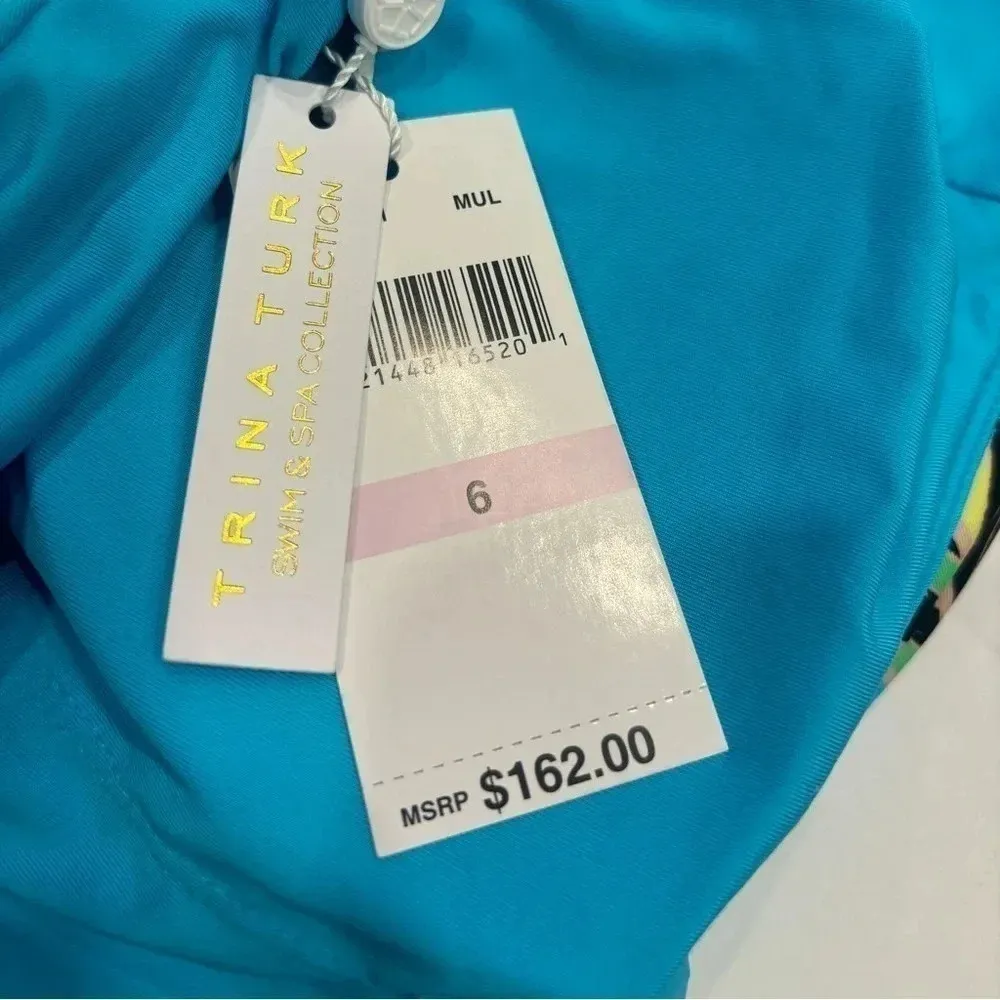 TRINA TURK
SWIM & SPA COLLECTION
MUL
21448 16520 1
6
MSRP $162.00